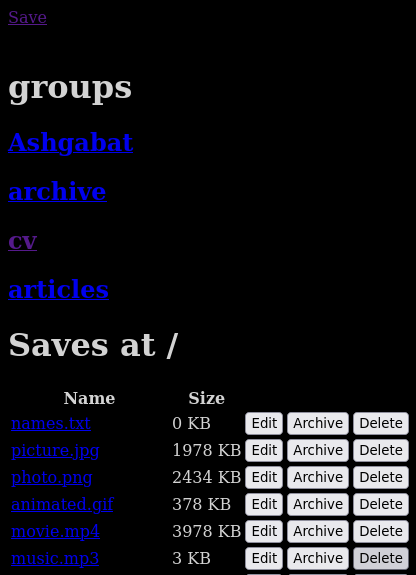 Save
groups
Ashgabat
archive
cv
articles
Saves at /
Name Size
names.txt 0 KB Edit Archive Delete
picture.jpg 1978 KB Edit Archive Delete
photo.png 2434 KB Edit Archive Delete
animated.gif 378 KB Edit Archive Delete
movie.mp4 3978 KB Edit Archive Delete
music.mp3 3 KB Edit Archive Delete